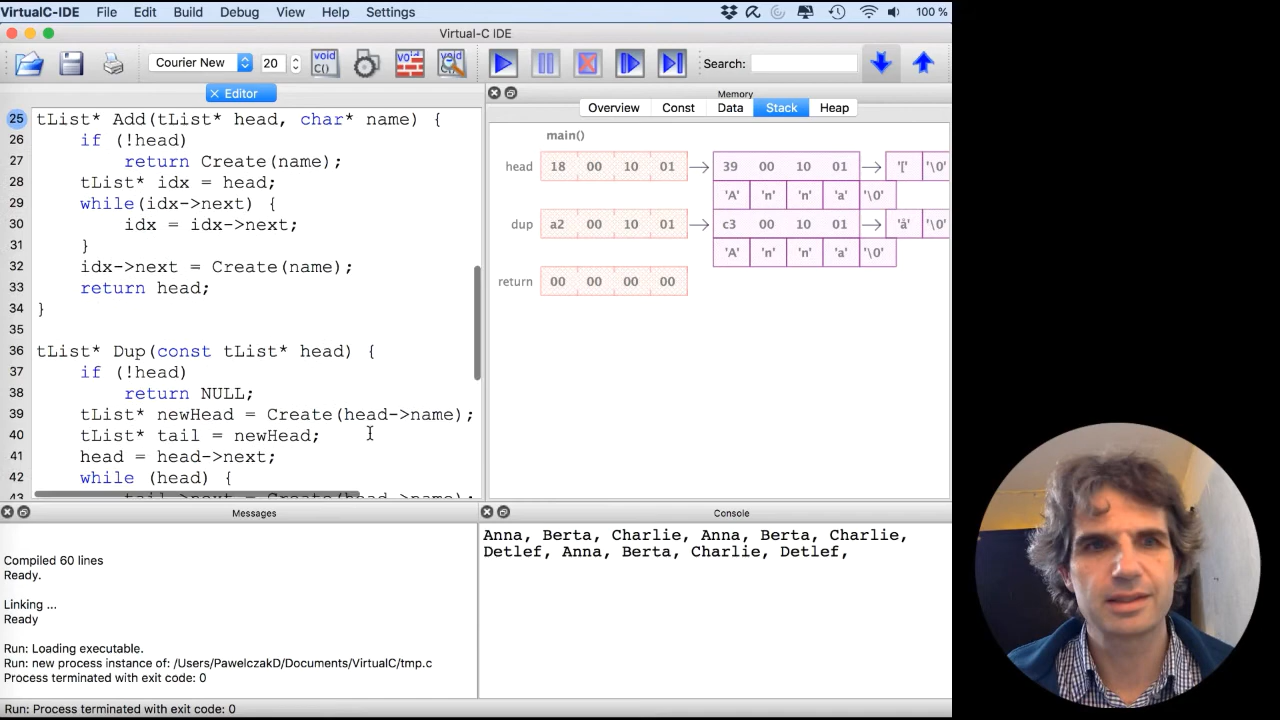 VirtualC-IDE File Edit Build Debug View Help Settings 100 %
Virtual-C IDE
Courier New 20 void C() void C() Search:
Editor
Memory
Overview Const Data Stack Heap
25 tList* Add(tList* head, char* name) {
26 if (!head)
27 return Create(name);
28 tList* idx = head;
29 while(idx->next) {
30 idx = idx->next;
31 }
32 idx->next = Create(name);
33 return head;
34 }
35
36 tList* Dup(const tList* head) {
37 if (!head)
38 return NULL;
39 tList* newHead = Create(head->name);
40 tList* tail = newHead;
41 head = head->next;
42 while (head) {
43 tail->next = Create(head->name);
main()
head 18 00 10 01 39 00 10 01 '[' '\0'
'A' 'n' 'n' 'a' '\0'
dup a2 00 10 01 c3 00 10 01 'å' '\0'
'A' 'n' 'n' 'a' '\0'
return 00 00 00 00
Messages
Compiled 60 lines
Ready.
Linking ...
Ready
Run: Loading executable.
Run: new process instance of: /Users/PawelczakD/Documents/VirtualC/tmp.c
Process terminated with exit code: 0
Console
Anna, Berta, Charlie, Anna, Berta, Charlie,
Detlef, Anna, Berta, Charlie, Detlef,
Run: Process terminated with exit code: 0